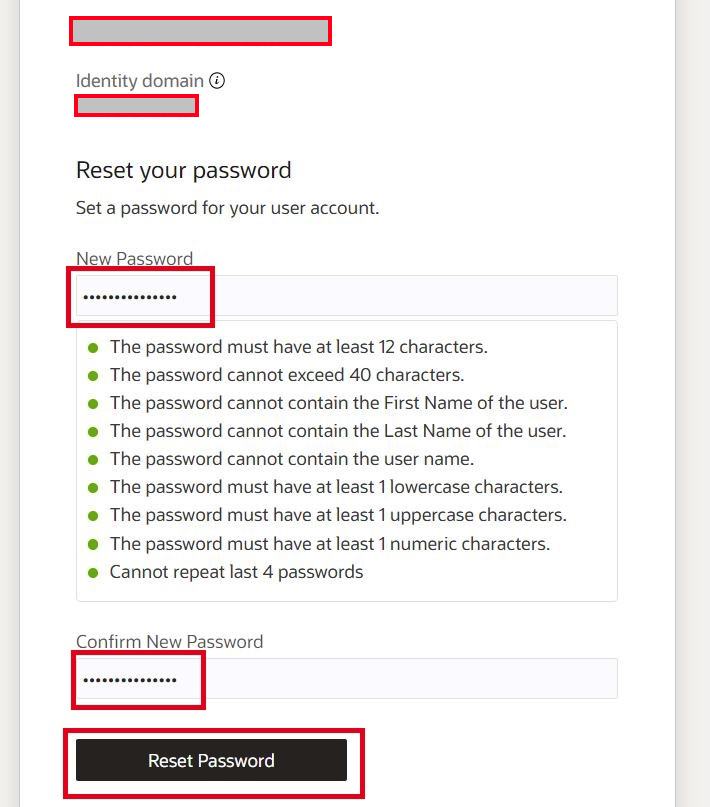 Identity domain
Reset your password
Set a password for your user account.
New Password
•••••••••••••••
The password must have at least 12 characters.
The password cannot exceed 40 characters.
The password cannot contain the First Name of the user.
The password cannot contain the Last Name of the user.
The password cannot contain the user name.
The password must have at least 1 lowercase characters.
The password must have at least 1 uppercase characters.
The password must have at least 1 numeric characters.
Cannot repeat last 4 passwords
Confirm New Password
•••••••••••••••
Reset Password